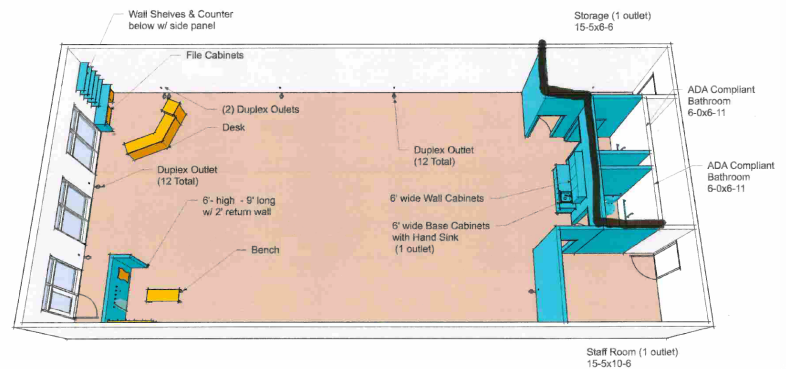 Wall Shelves & Counter
below w/ side panel
File Cabinets
Storage (1 outlet)
15-5x6-6
(2) Duplex Outlets
Desk
ADA Compliant
Bathroom
6-0x6-11
Duplex Outlet
(12 Total)
Duplex Outlet
(12 Total)
ADA Compliant
Bathroom
6-0x6-11
6'- high - 9' long
w/ 2' return wall
6' wide Wall Cabinets
6' wide Base Cabinets
with Hand Sink
(1 outlet)
Bench
Staff Room (1 outlet)
15-5x10-6